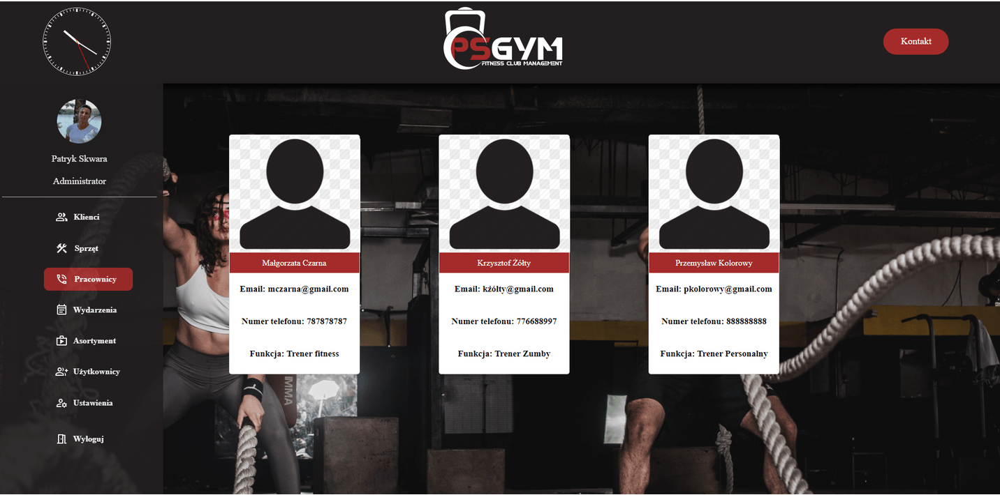 PSGYM
FITNESS CLUB MANAGEMENT
Kontakt
Patryk Skwara
Administrator
Klienci
Sprzęt
Pracownicy
Wydarzenia
Asortyment
Użytkownicy
Ustawienia
Wyloguj
Małgorzata Czarna
Email: mczarna@gmail.com
Numer telefonu: 787878787
Funkcja: Trener fitness
Krzysztof Żółty
Email: kźółty@gmail.com
Numer telefonu: 776688997
Funkcja: Trener Zumby
Przemysław Kolorowy
Email: pkolorowy@gmail.com
Numer telefonu: 888888888
Funkcja: Trener Personalny
MMA